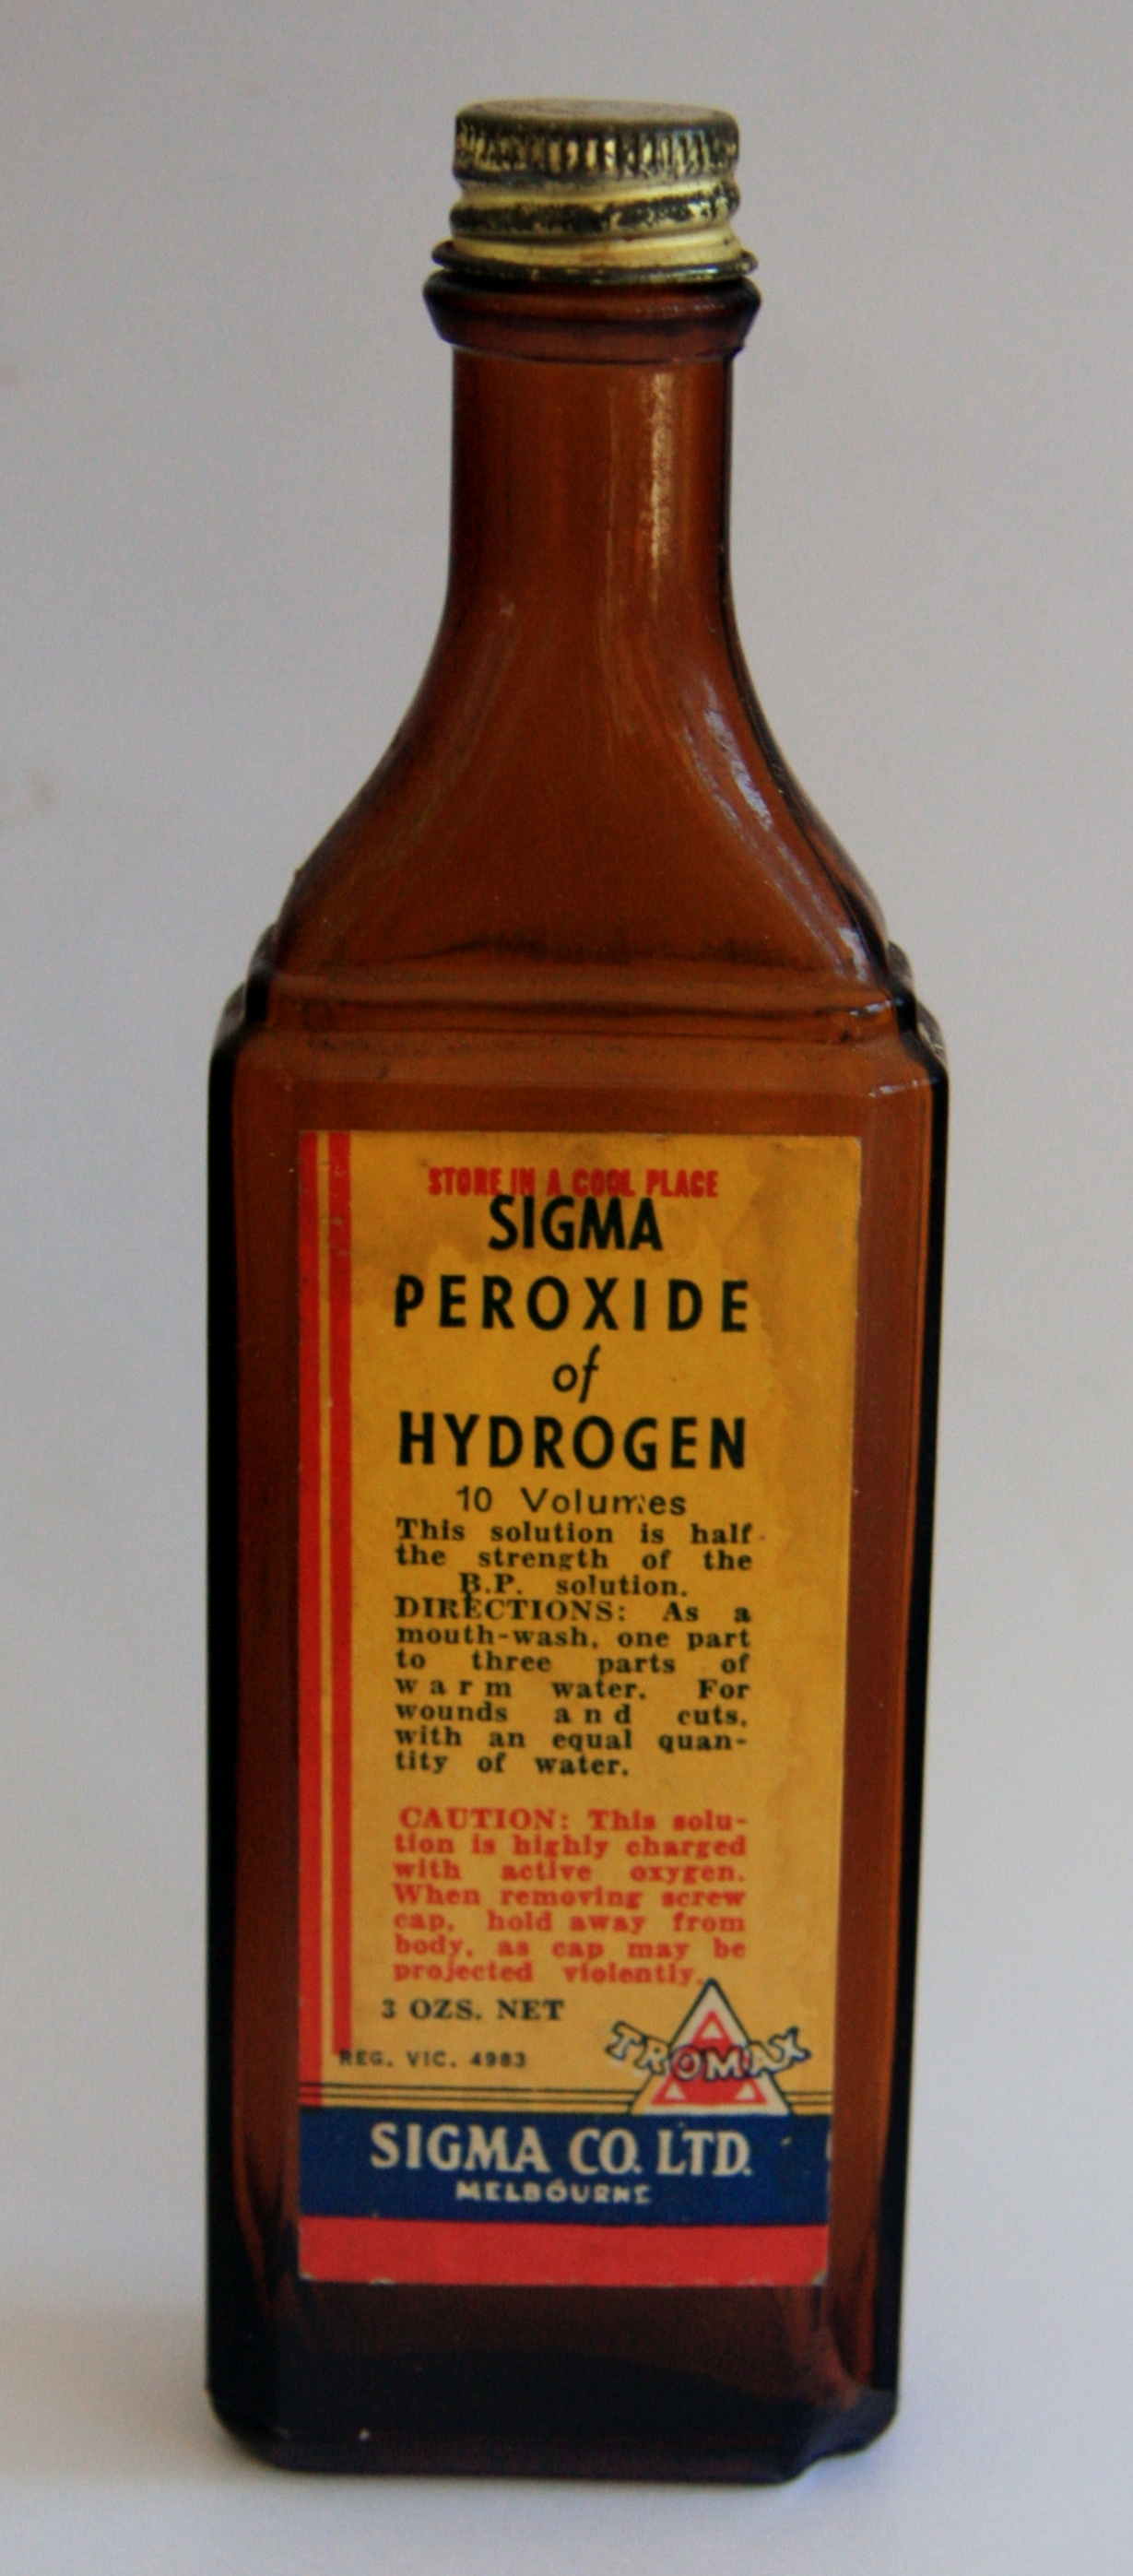 STORE IN A COOL PLACE
SIGMA
PEROXIDE
of
HYDROGEN
10 Volumes
This solution is half
the strength of the
B.P. solution.
DIRECTIONS: As a
mouth-wash, one part
to three parts of
warm water. For
wounds and cuts,
with an equal quan-
tity of water.
CAUTION: This solu-
tion is highly charged
with active oxygen.
When removing screw
cap, hold away from
body, as cap may be
projected violently.
3 OZS. NET
TROMAX
REG. VIC. 4983
SIGMA CO. LTD.
MELBOURNE